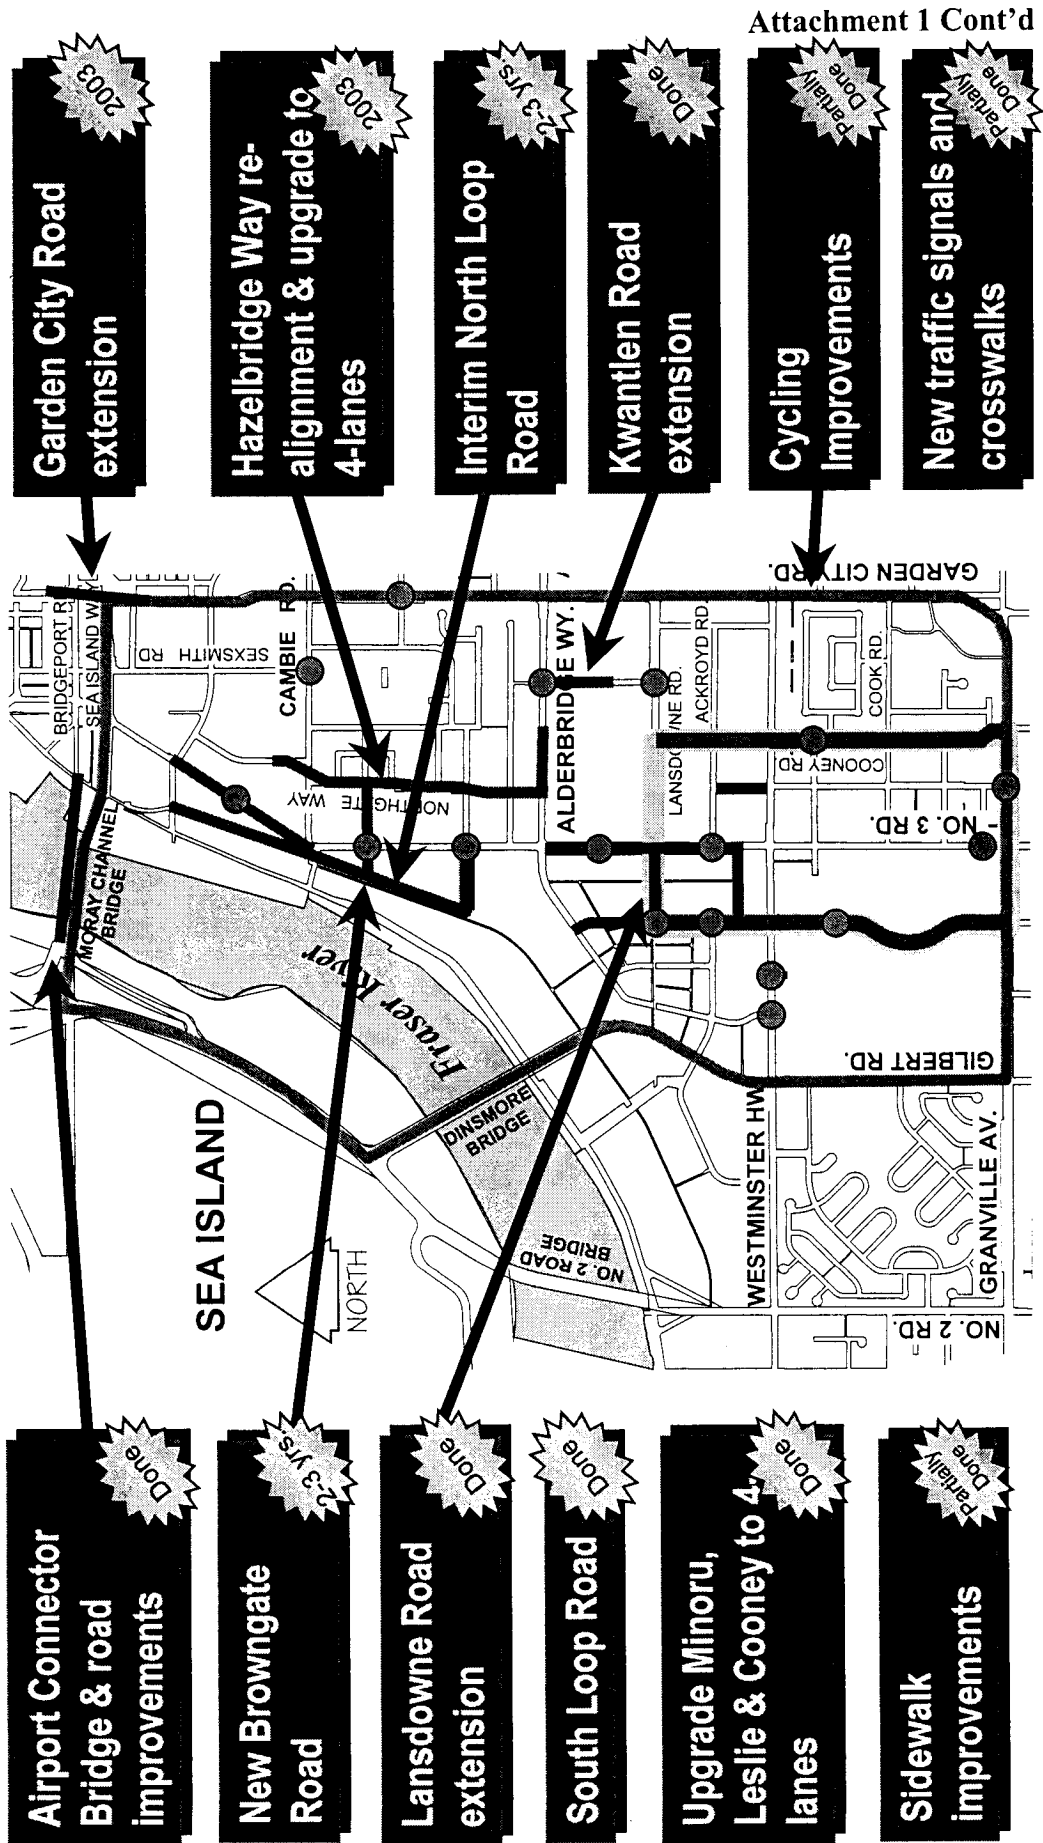 Attachment 1 Cont'd
Garden City Road
extension
2003
Hazelbridge Way re-
alignment & upgrade to
4-lanes
2003
Interim North Loop
Road
2-3 yrs
Kwantlen Road
extension
Done
Cycling
Improvements
Partially
Done
New traffic signals and
crosswalks
Partially
Done
BRIDGEPORT R
SEA ISLAND WY
SEXSMITH RD
CAMBIE RD.
NORTHGATE WAY
ALDERBRIDGE WY.
LANSDOWNE RD.
ACKROYD RD.
GARDEN CITY RD.
COOK RD.
COONEY RD.
NO. 3 RD.
MORAY CHANNEL
BRIDGE
Fraser River
SEA ISLAND
NORTH
DINSMORE
BRIDGE
NO. 2 ROAD
BRIDGE
GILBERT RD.
WESTMINSTER HW
GRANVILLE AV.
NO. 2 RD.
Airport Connector
Bridge & road
improvements
Done
New Browngate
Road
2-3 yrs.
Lansdowne Road
extension
Done
South Loop Road
Done
Upgrade Minoru,
Leslie & Cooney to 4
lanes
Done
Sidewalk
improvements
Partially
Done